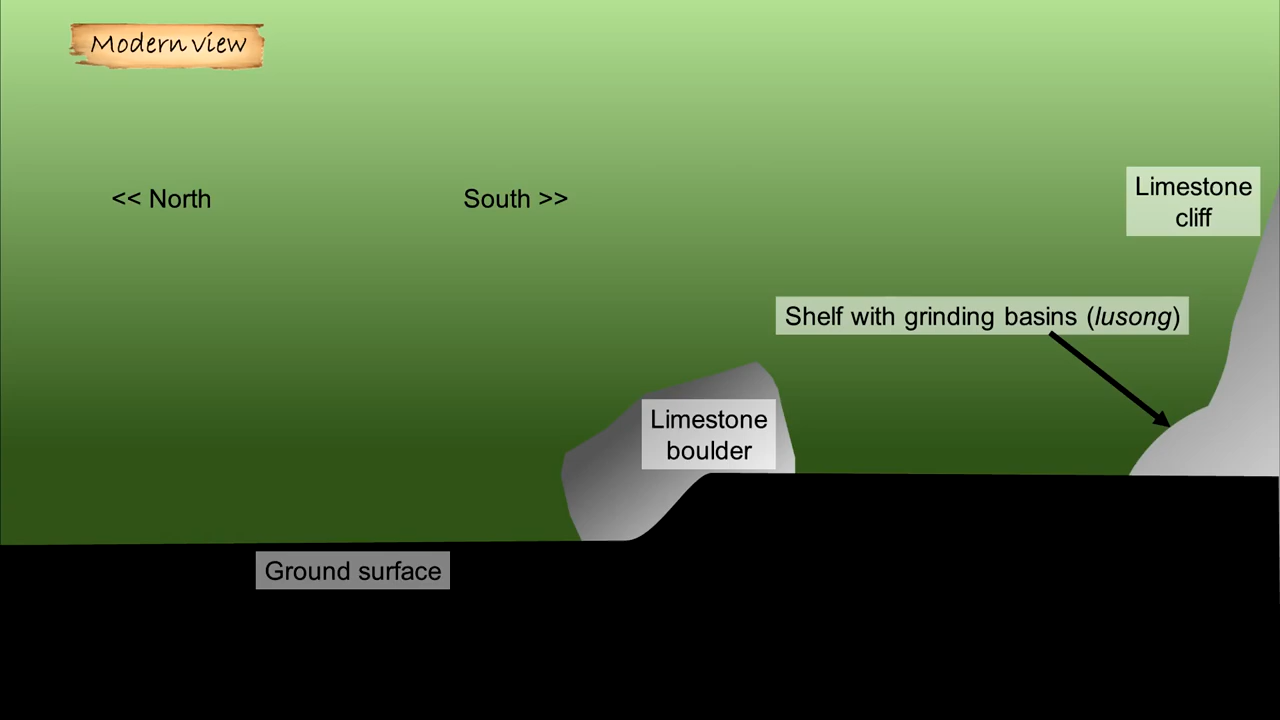 Modern view
<< North
South >>
Limestone
cliff
Shelf with grinding basins (lusong)
Limestone
boulder
Ground surface